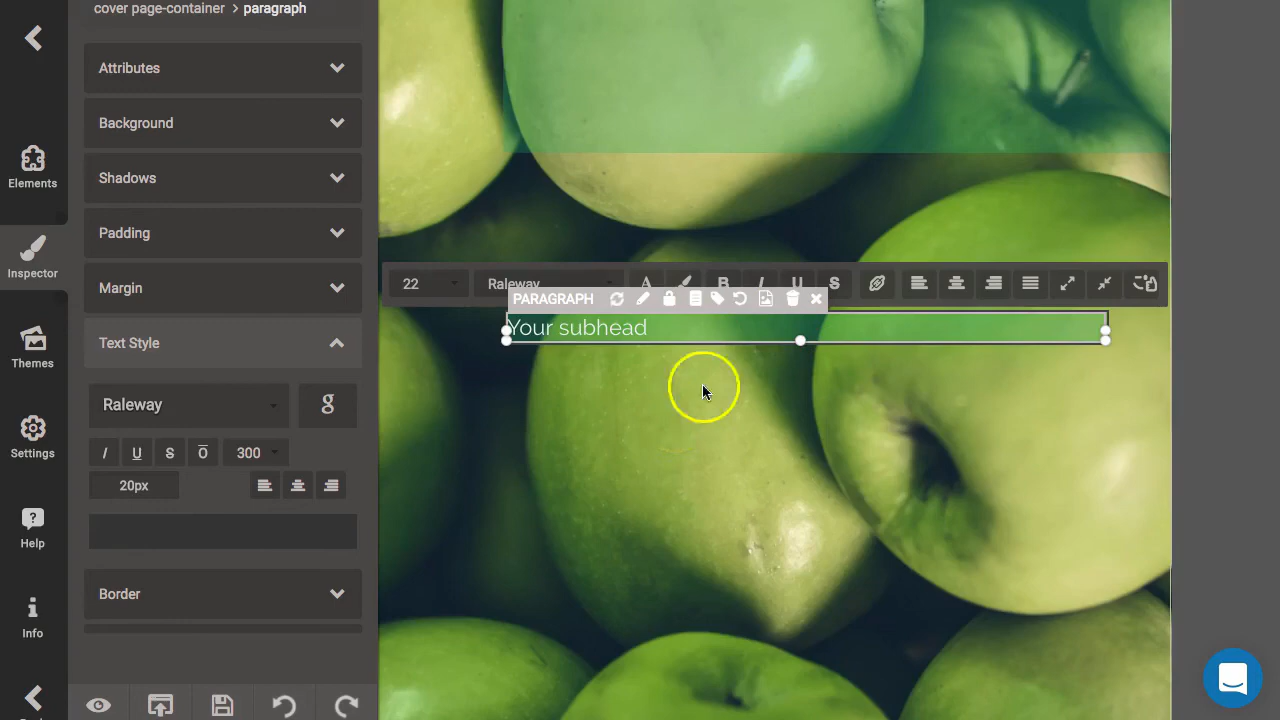 cover page-container > paragraph
Attributes
Background
Shadows
Padding
Margin
Text Style
Raleway
g
I U S O 300
20px
Border
Elements
Inspector
Themes
Settings
Help
Info
22 Raleway A B I U S
PARAGRAPH
Your subhead